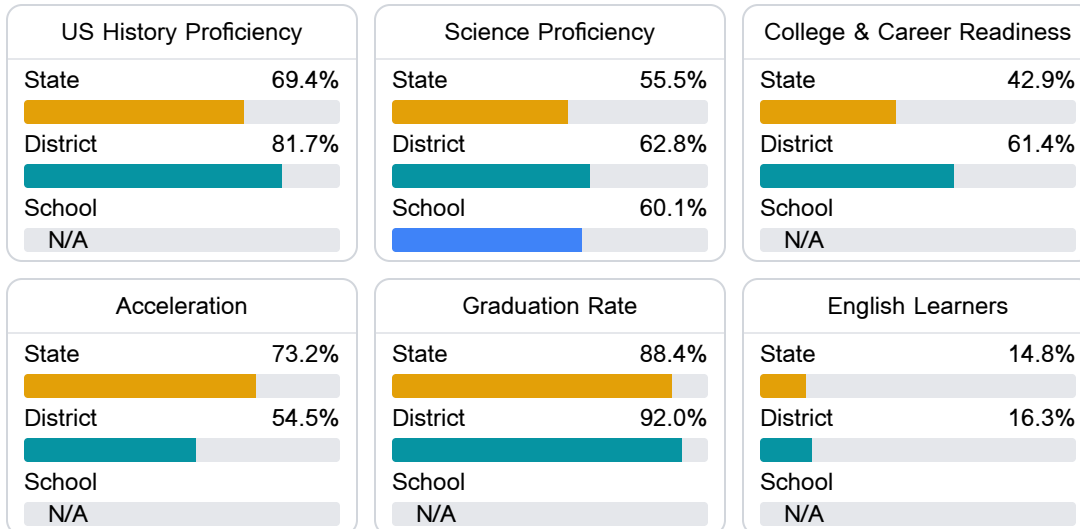 US History Proficiency
State 69.4%
District 81.7%
School
N/A
Science Proficiency
State 55.5%
District 62.8%
School 60.1%
College & Career Readiness
State 42.9%
District 61.4%
School
N/A
Acceleration
State 73.2%
District 54.5%
School
N/A
Graduation Rate
State 88.4%
District 92.0%
School
N/A
English Learners
State 14.8%
District 16.3%
School
N/A